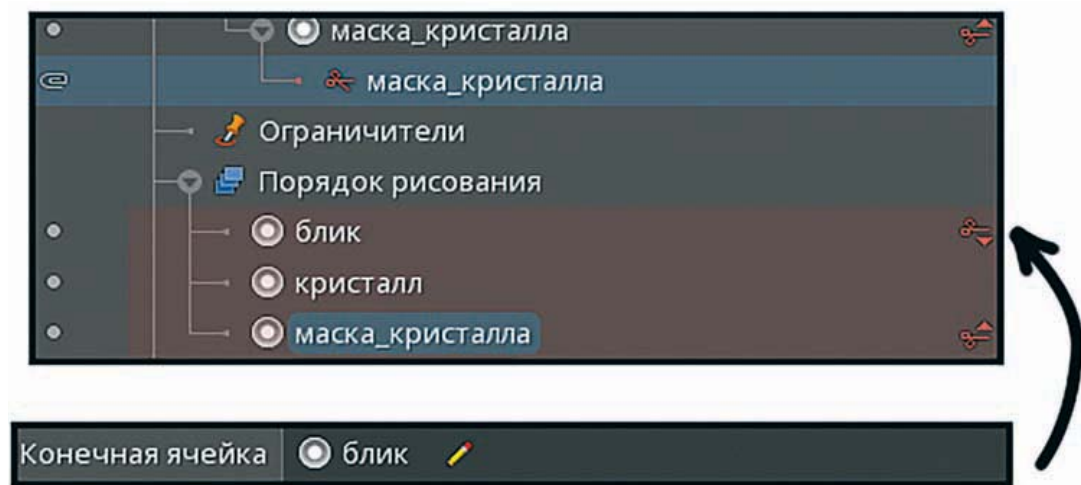 маска_кристалла
маска_кристалла
Ограничители
Порядок рисования
блик
кристалл
маска_кристалла
Конечная ячейка блик